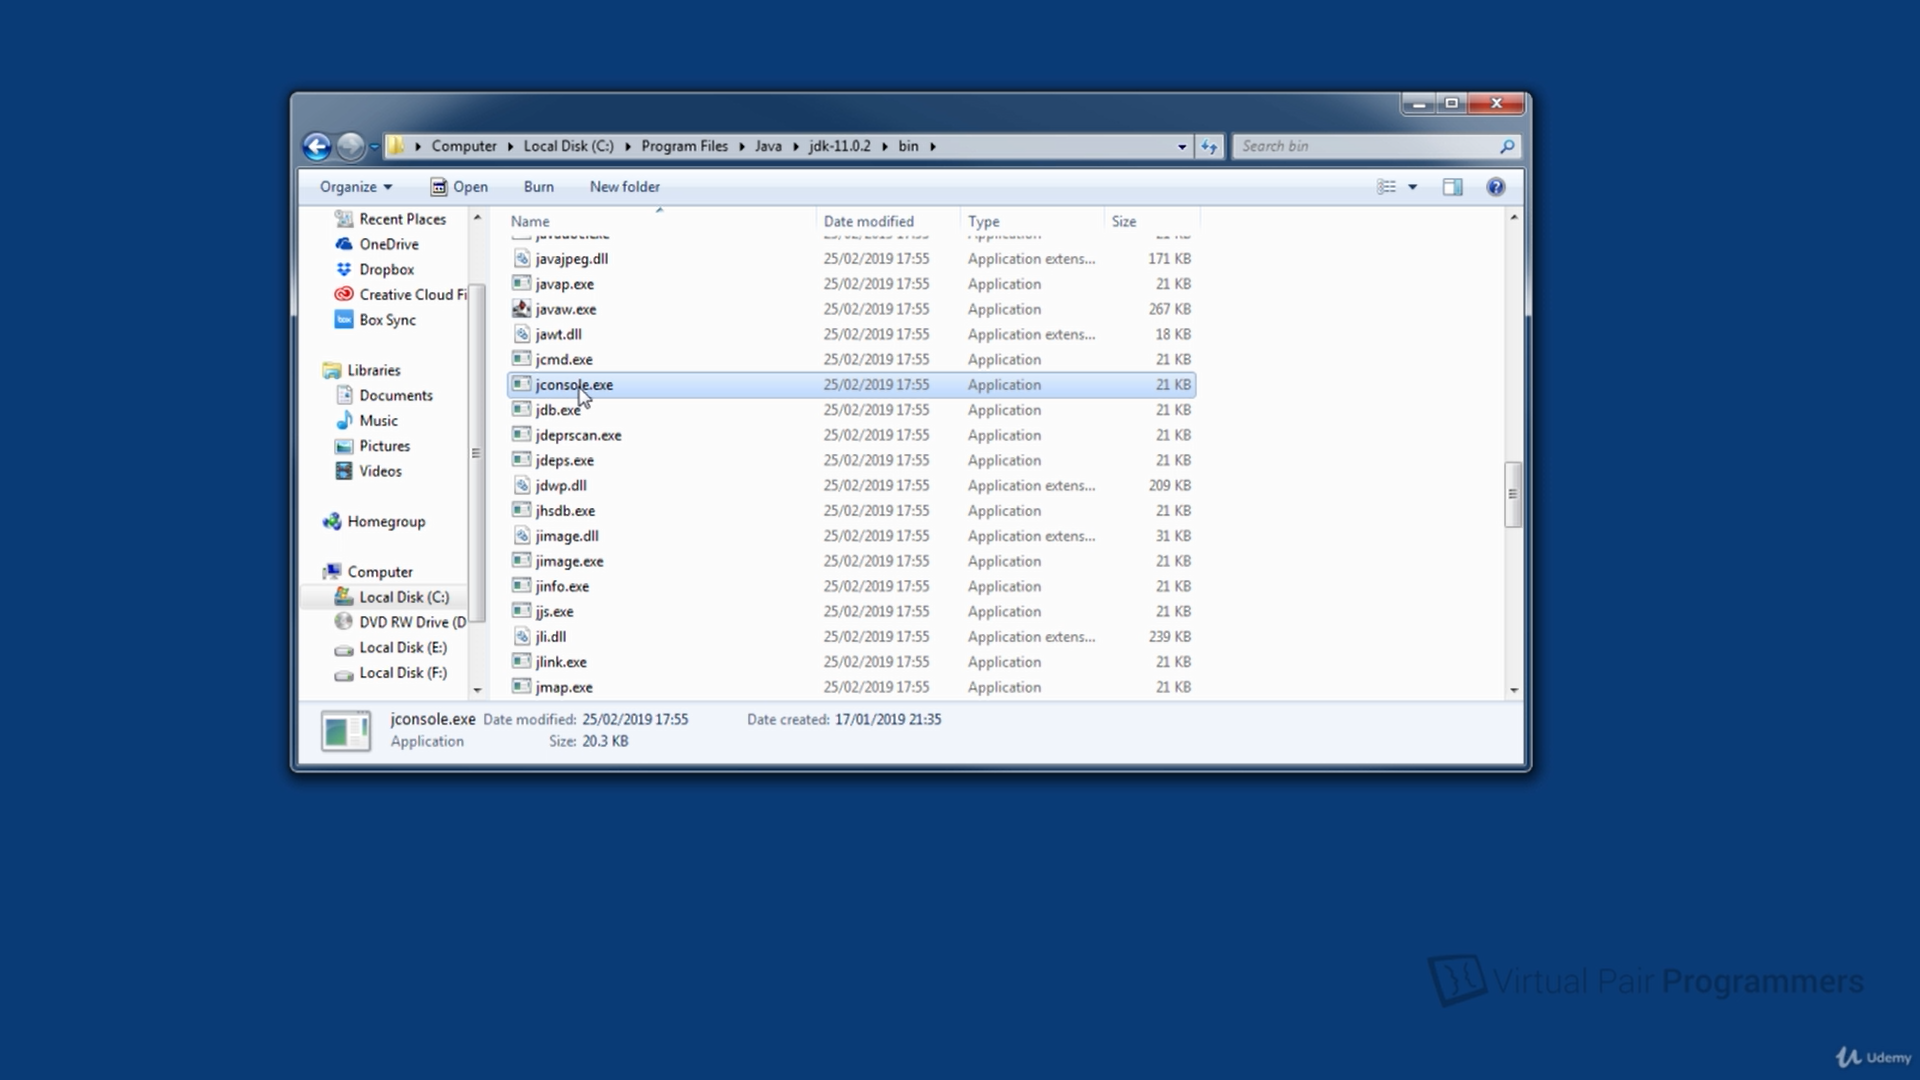 Computer Local Disk (C:) Program Files Java jdk-11.0.2 bin
Search bin
Organize Open Burn New folder
Recent Places
OneDrive
Dropbox
Creative Cloud Fi
Box Sync
Libraries
Documents
Music
Pictures
Videos
Homegroup
Computer
Local Disk (C:)
DVD RW Drive (D
Local Disk (E:)
Local Disk (F:)
Name Date modified Type Size
javajpeg.dll 25/02/2019 17:55 Application extens... 171 KB
javap.exe 25/02/2019 17:55 Application 21 KB
javaw.exe 25/02/2019 17:55 Application 267 KB
jawt.dll 25/02/2019 17:55 Application extens... 18 KB
jcmd.exe 25/02/2019 17:55 Application 21 KB
jconsole.exe 25/02/2019 17:55 Application 21 KB
jdb.exe 25/02/2019 17:55 Application 21 KB
jdeprscan.exe 25/02/2019 17:55 Application 21 KB
jdeps.exe 25/02/2019 17:55 Application 21 KB
jdwp.dll 25/02/2019 17:55 Application extens... 209 KB
jhsdb.exe 25/02/2019 17:55 Application 21 KB
jimage.dll 25/02/2019 17:55 Application extens... 31 KB
jimage.exe 25/02/2019 17:55 Application 21 KB
jinfo.exe 25/02/2019 17:55 Application 21 KB
jjs.exe 25/02/2019 17:55 Application 21 KB
jli.dll 25/02/2019 17:55 Application extens... 239 KB
jlink.exe 25/02/2019 17:55 Application 21 KB
jmap.exe 25/02/2019 17:55 Application 21 KB
jconsole.exe Date modified: 25/02/2019 17:55 Date created: 17/01/2019 21:35
Application Size: 20.3 KB
Virtual Pair Programmers
Udemy